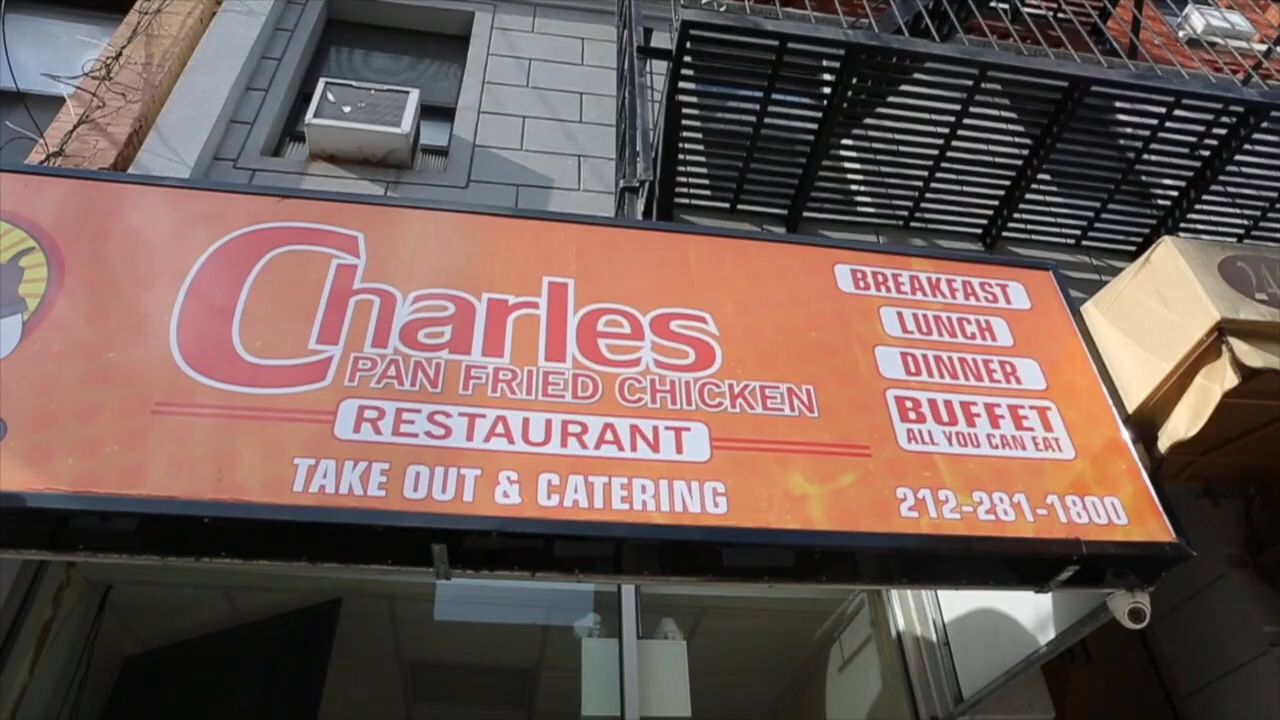 Charles
PAN FRIED CHICKEN
RESTAURANT
TAKE OUT & CATERING
BREAKFAST
LUNCH
DINNER
BUFFET
ALL YOU CAN EAT
212-281-1800